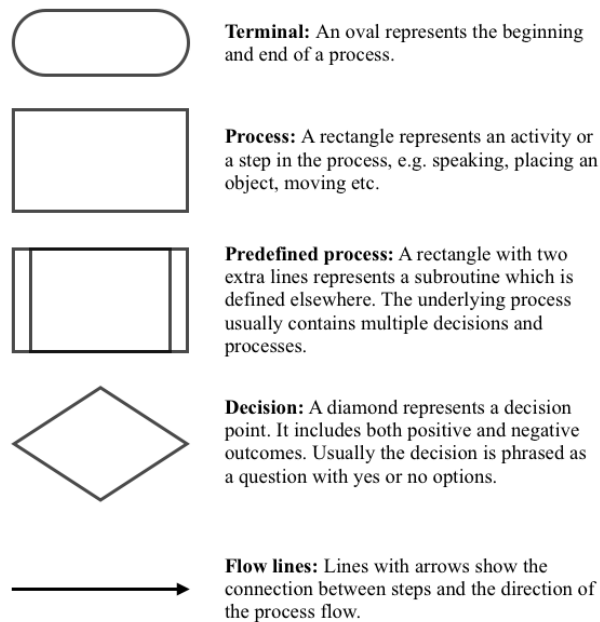 Terminal: An oval represents the beginning
and end of a process.
Process: A rectangle represents an activity or
a step in the process, e.g. speaking, placing an
object, moving etc.
Predefined process: A rectangle with two
extra lines represents a subroutine which is
defined elsewhere. The underlying process
usually contains multiple decisions and
processes.
Decision: A diamond represents a decision
point. It includes both positive and negative
outcomes. Usually the decision is phrased as
a question with yes or no options.
Flow lines: Lines with arrows show the
connection between steps and the direction of
the process flow.